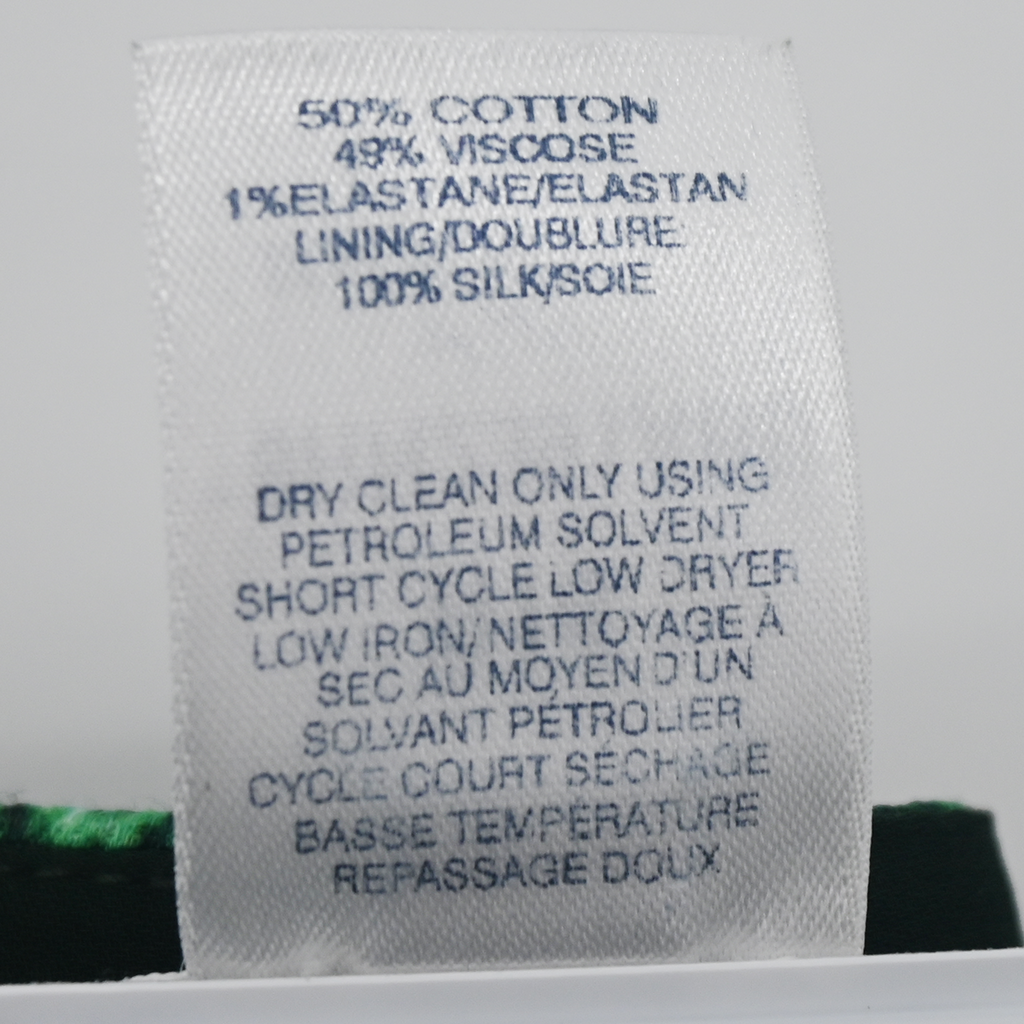 50% COTTON
49% VISCOSE
1%ELASTANE/ELASTAN
LINING/DOUBLURE
100% SILK/SOIE
DRY CLEAN ONLY USING
PETROLEUM SOLVENT
SHORT CYCLE LOW DRYER
LOW IRON/NETTOYAGE À
SEC AU MOYEN D'UN
SOLVANT PÉTROLIER
CYCLE COURT SÉCHAGE
BASSE TEMPÉRATURE
REPASSAGE DOUX